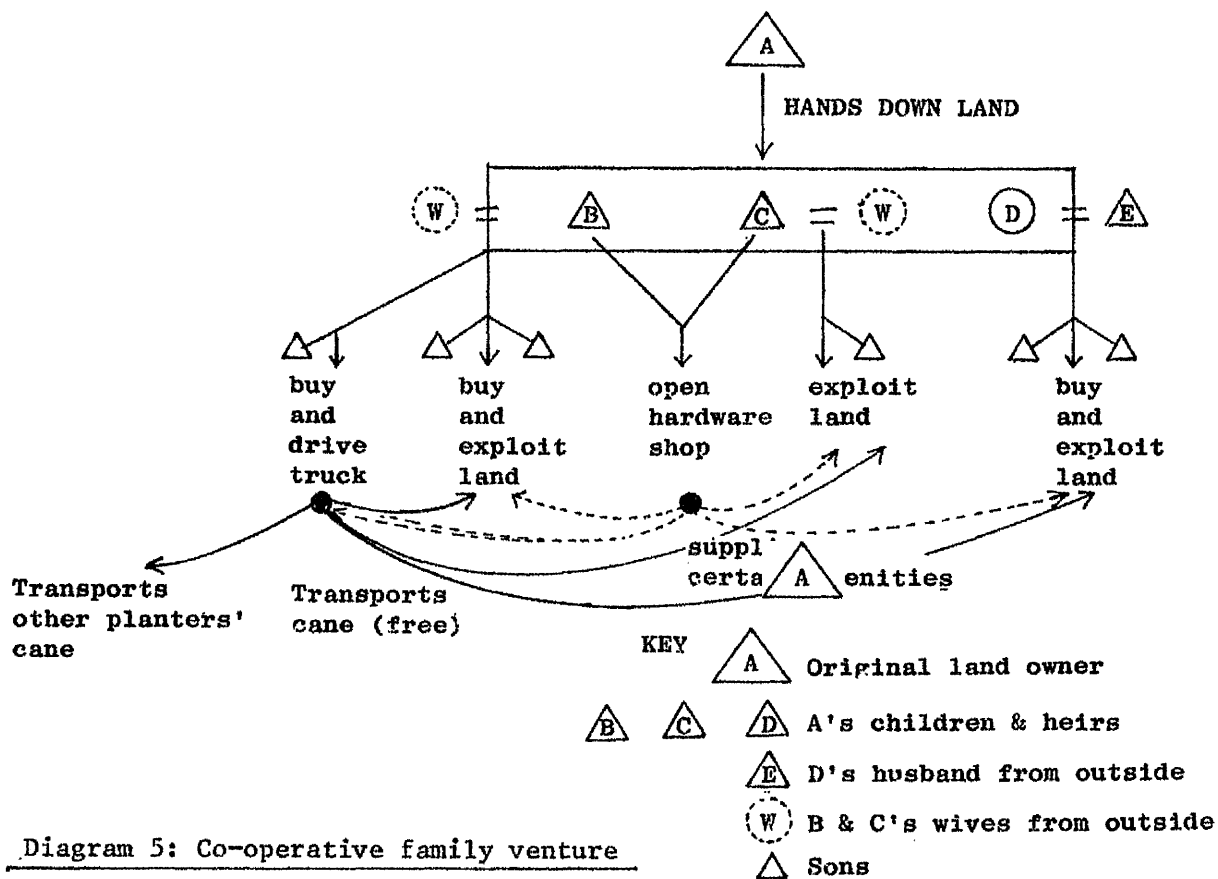 A
HANDS DOWN LAND
W = B C = W D = E
buy and drive truck
buy and exploit land
open hardware shop
exploit land
buy and exploit land
suppl
certa A enities
Transports other planters' cane
Transports cane (free)
KEY
A Original land owner
B C D A's children & heirs
E D's husband from outside
W B & C's wives from outside
Sons
Diagram 5: Co-operative family venture